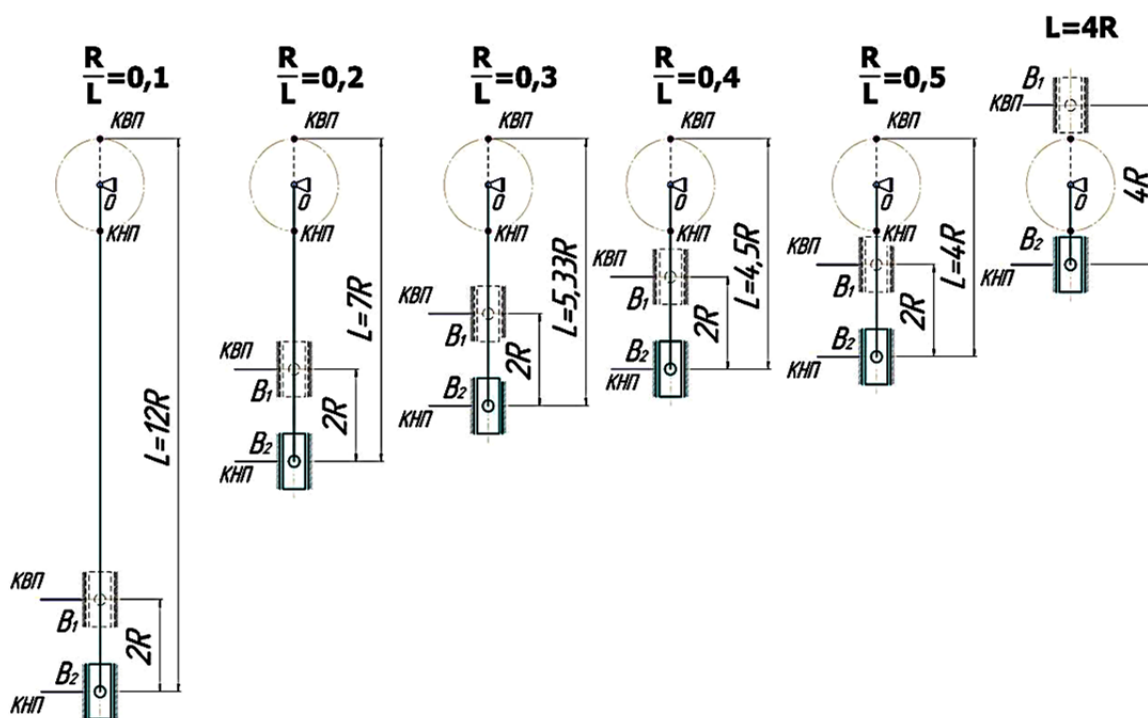 R/L=0,1
КВП
O
КНП
L=12R
КВП
B1
2R
B2
КНП
R/L=0,2
КВП
O
КНП
L=7R
КВП
B1
2R
B2
КНП
R/L=0,3
КВП
O
КНП
L=5,33R
КВП
B1
2R
B2
КНП
R/L=0,4
КВП
O
КНП
L=4,5R
КВП
B1
2R
B2
КНП
R/L=0,5
КВП
O
КНП
L=4R
КВП
B1
2R
B2
КНП
L=4R
B1
КВП
O
4R
B2
КНП